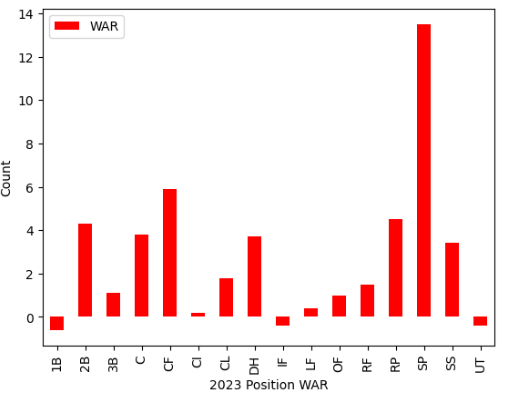 14
12
10
8
6
4
2
0
Count
WAR
1B
2B
3B
C
CF
CI
CL
DH
IF
LF
OF
RF
RP
SP
SS
UT
2023 Position WAR